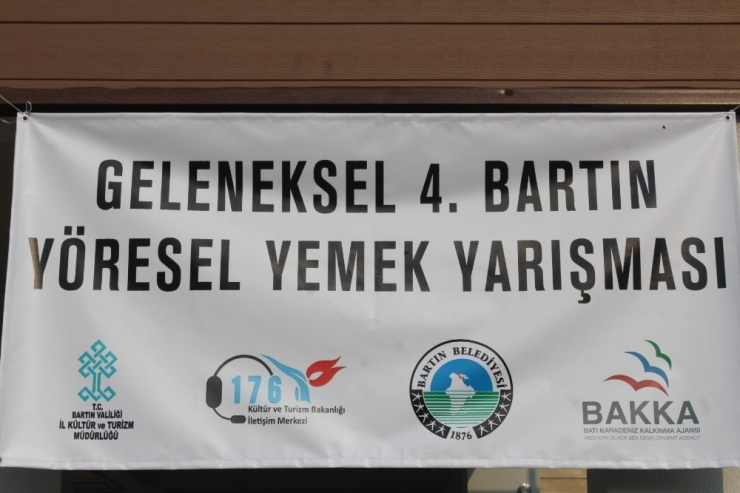 GELENEKSEL 4. BARTIN
YÖRESEL YEMEK YARIŞMASI
T.C.
BARTIN VALİLİĞİ
İL KÜLTÜR ve TURİZM
MÜDÜRLÜĞÜ
176
Kültür ve Turizm Bakanlığı
İletişim Merkezi
BARTIN BELEDİYESİ
1876
BAKKA
BATI KARADENİZ KALKINMA AJANSI
WESTERN BLACK SEA DEVELOPMENT AGENCY